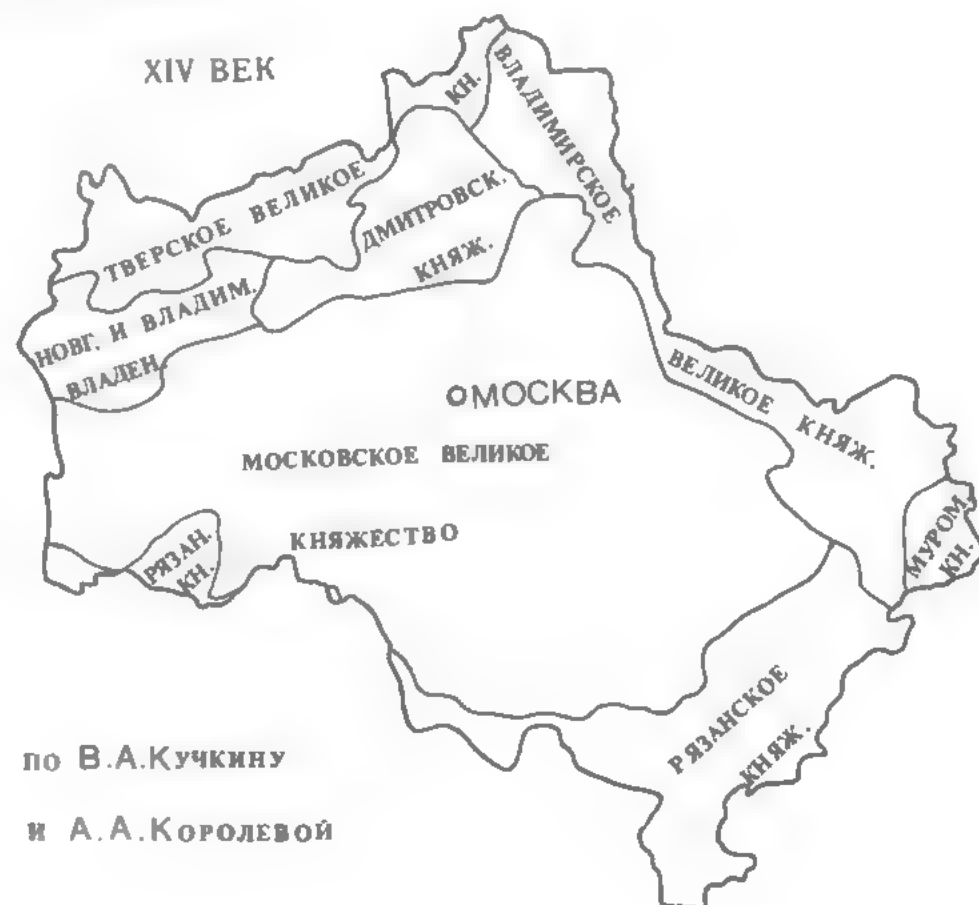 XIV ВЕК
ТВЕРСКОЕ ВЕЛИКОЕ КН.
ВЛАДИМИРСКОЕ
ВЕЛИКОЕ КНЯЖ.
ДМИТРОВСК.
КНЯЖ.
НОВГ. И ВЛАДИМ.
ВЛАДЕН.
МОСКВА
МОСКОВСКОЕ ВЕЛИКОЕ
КНЯЖЕСТВО
РЯЗАН.
КН.
МУРОМ.
КН.
РЯЗАНСКОЕ
КНЯЖ.
по В.А.Кучкину
и А.А.Королевой